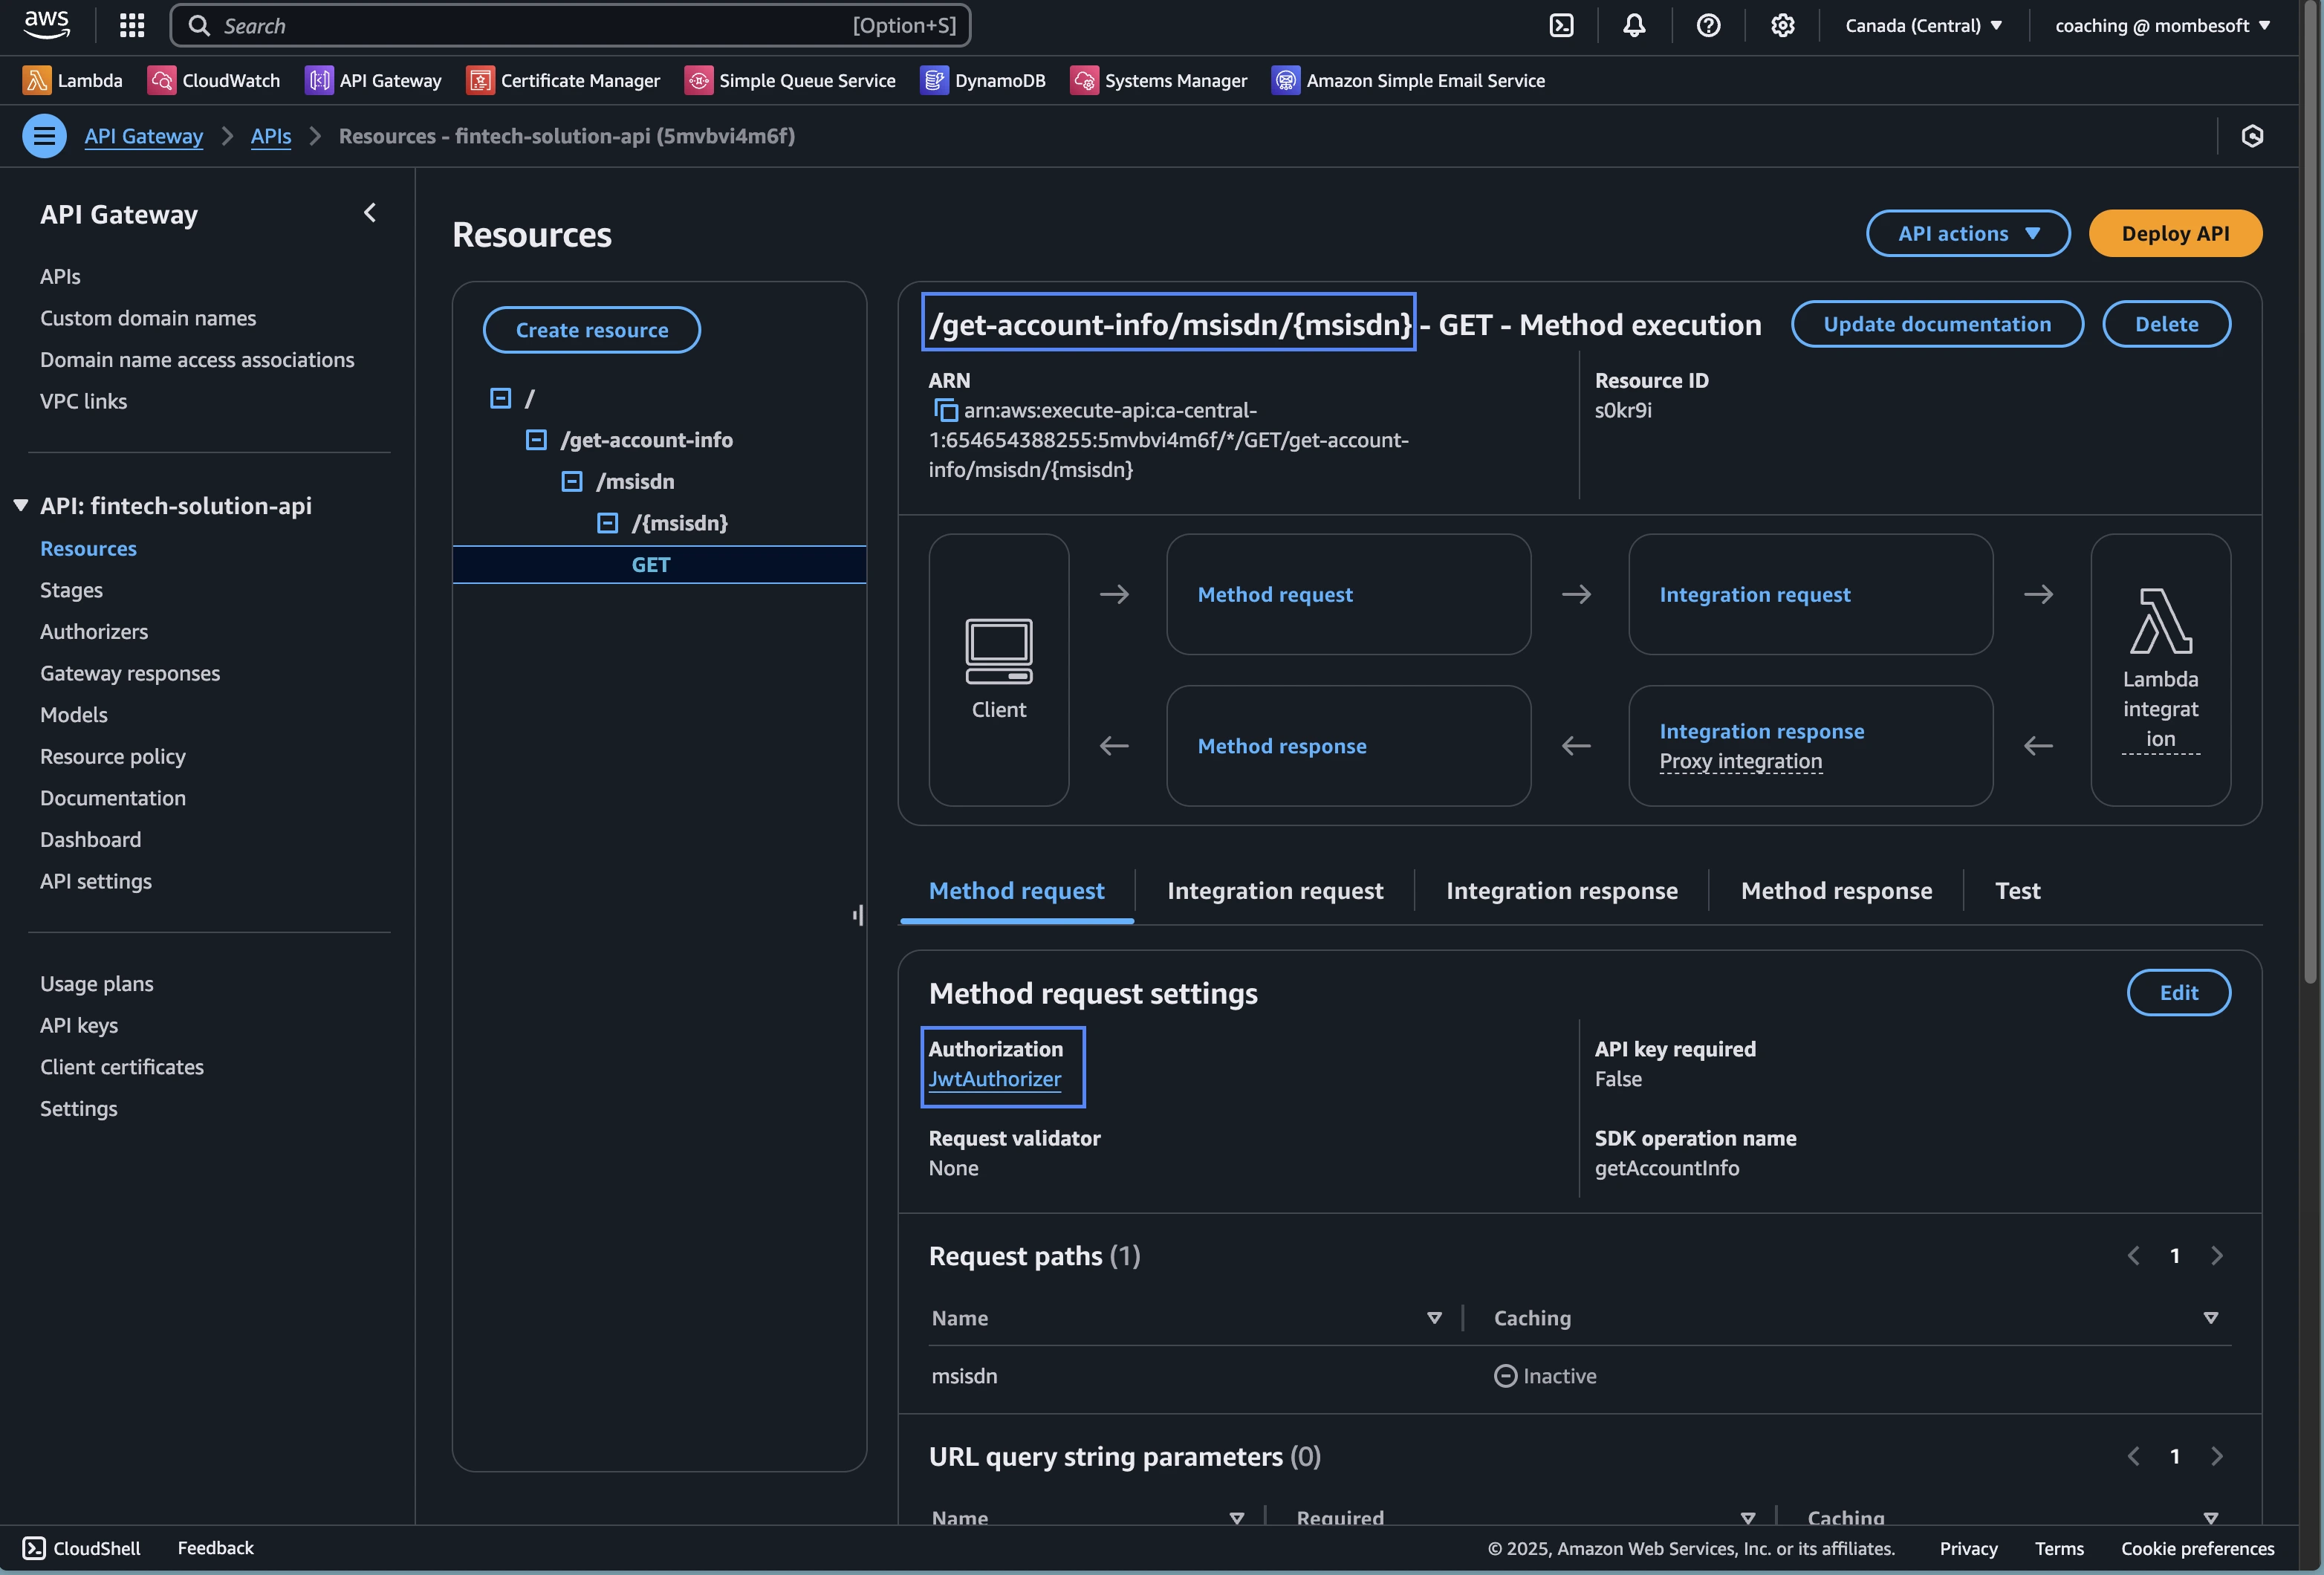 aws
Search [Option+S]
Canada (Central)
coaching @ mombesoft
Lambda
CloudWatch
API Gateway
Certificate Manager
Simple Queue Service
DynamoDB
Systems Manager
Amazon Simple Email Service
API Gateway
APIs
Resources - fintech-solution-api (5mvbvi4m6f)
API Gateway
APIs
Custom domain names
Domain name access associations
VPC links
API: fintech-solution-api
Resources
Stages
Authorizers
Gateway responses
Models
Resource policy
Documentation
Dashboard
API settings
Usage plans
API keys
Client certificates
Settings
Resources
API actions
Deploy API
Create resource
/
/get-account-info
/msisdn
/{msisdn}
GET
/get-account-info/msisdn/{msisdn} - GET - Method execution
Update documentation
Delete
ARN
arn:aws:execute-api:ca-central-
1:654654388255:5mvbvi4m6f/*/GET/get-account-
info/msisdn/{msisdn}
Resource ID
s0kr9i
Client
Method request
Integration request
Lambda
integrat
ion
Method response
Integration response
Proxy integration
Method request
Integration request
Integration response
Method response
Test
Method request settings
Edit
Authorization
JwtAuthorizer
API key required
False
Request validator
None
SDK operation name
getAccountInfo
Request paths (1)
1
Name
Caching
msisdn
Inactive
URL query string parameters (0)
1
Name
Required
Caching
CloudShell
Feedback
© 2025, Amazon Web Services, Inc. or its affiliates.
Privacy
Terms
Cookie preferences